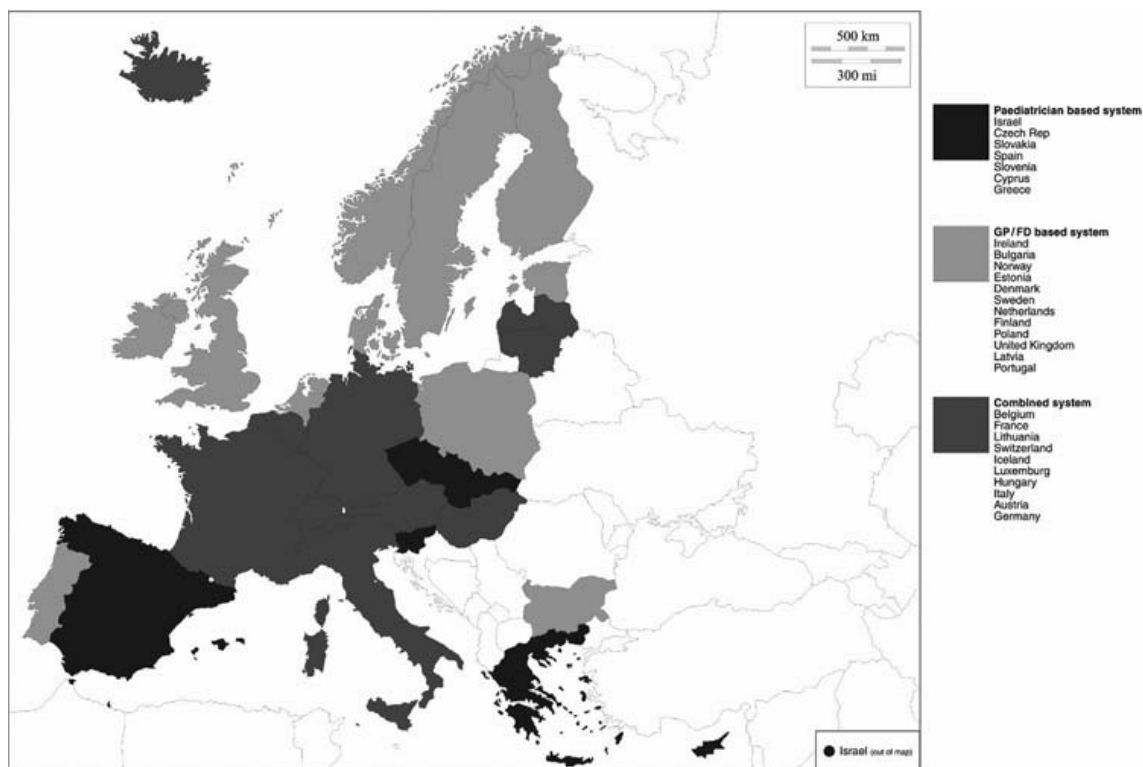 500 km
300 mi
Paediatrician based system
Israel
Czech Rep
Slovakia
Spain
Slovenia
Cyprus
Greece
GP/FD based system
Ireland
Bulgaria
Norway
Estonia
Denmark
Sweden
Netherlands
Finland
Poland
United Kingdom
Latvia
Portugal
Combined system
Belgium
France
Lithuania
Switzerland
Iceland
Luxemburg
Hungary
Italy
Austria
Germany
Israel (out of map)